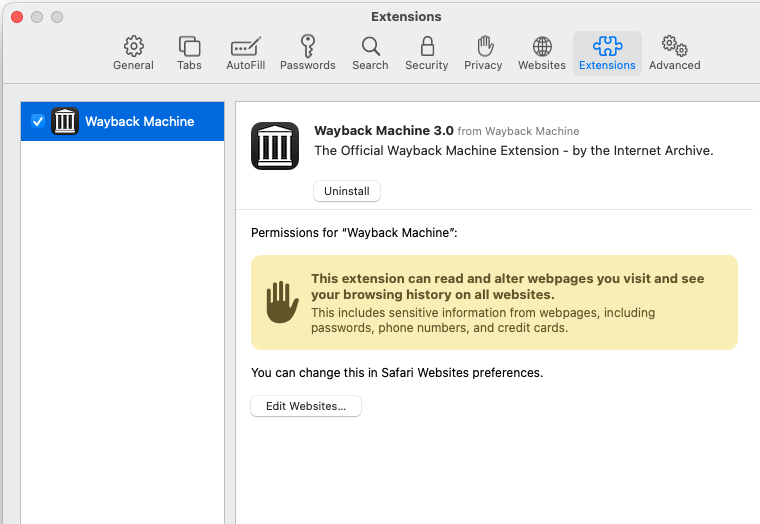 Extensions
General
Tabs
AutoFill
Passwords
Search
Security
Privacy
Websites
Extensions
Advanced
Wayback Machine
Wayback Machine 3.0 from Wayback Machine
The Official Wayback Machine Extension - by the Internet Archive.
Uninstall
Permissions for “Wayback Machine”:
This extension can read and alter webpages you visit and see
your browsing history on all websites.
This includes sensitive information from webpages, including
passwords, phone numbers, and credit cards.
You can change this in Safari Websites preferences.
Edit Websites...